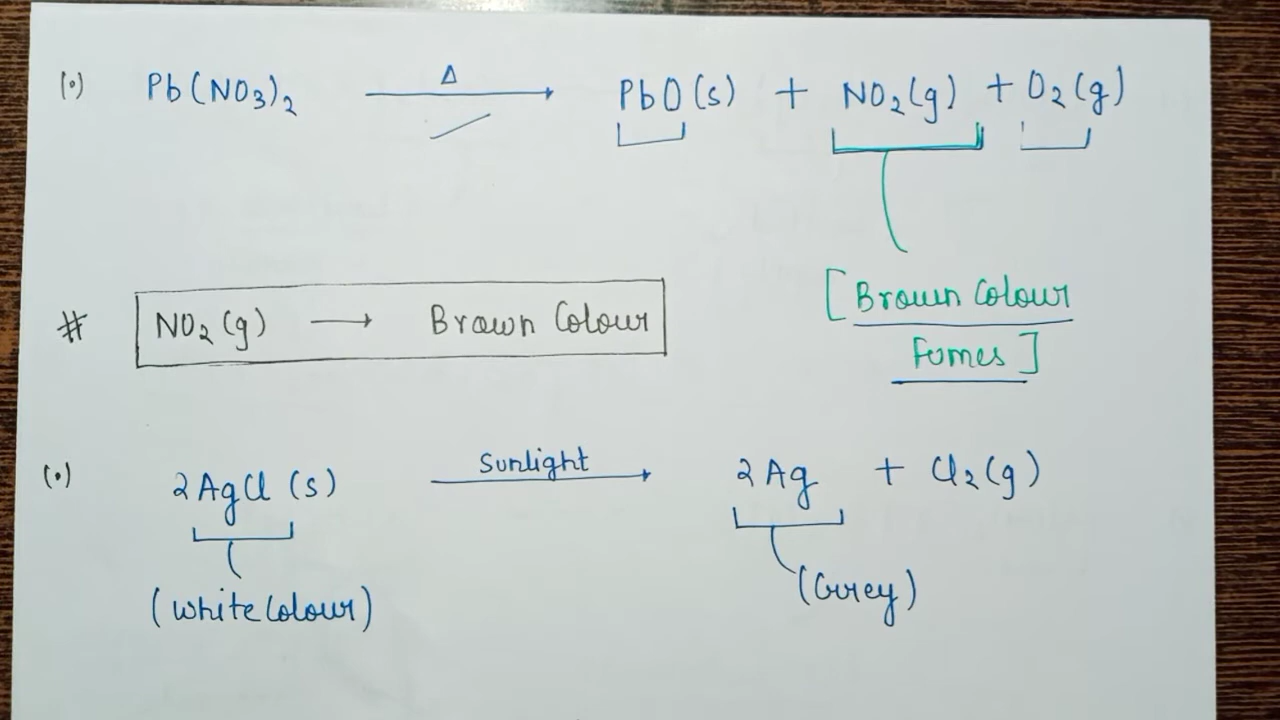 (•) Pb(NO3)2 Δ→ PbO(s) + NO2(g) + O2(g)
# NO2(g) → Brown Colour
[Brown Colour
Fumes]
(•) 2AgCl(s) Sunlight→ 2Ag + Cl2(g)
(White Colour)
(Grey)